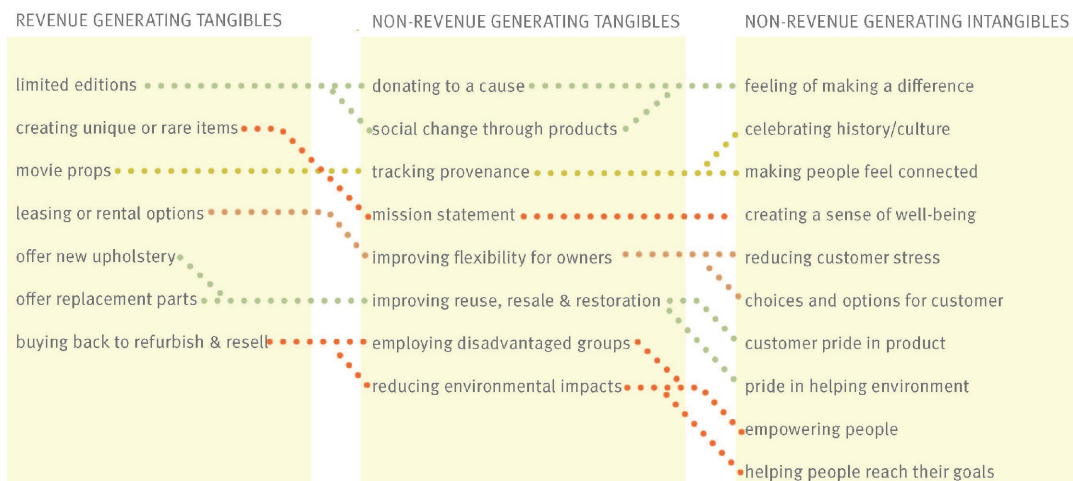 REVENUE GENERATING TANGIBLES
limited editions
creating unique or rare items
movie props
leasing or rental options
offer new upholstery
offer replacement parts
buying back to refurbish & resell
NON-REVENUE GENERATING TANGIBLES
donating to a cause
social change through products
tracking provenance
mission statement
improving flexibility for owners
improving reuse, resale & restoration
employing disadvantaged groups
reducing environmental impacts
NON-REVENUE GENERATING INTANGIBLES
feeling of making a difference
celebrating history/culture
making people feel connected
creating a sense of well-being
reducing customer stress
choices and options for customer
customer pride in product
pride in helping environment
empowering people
helping people reach their goals